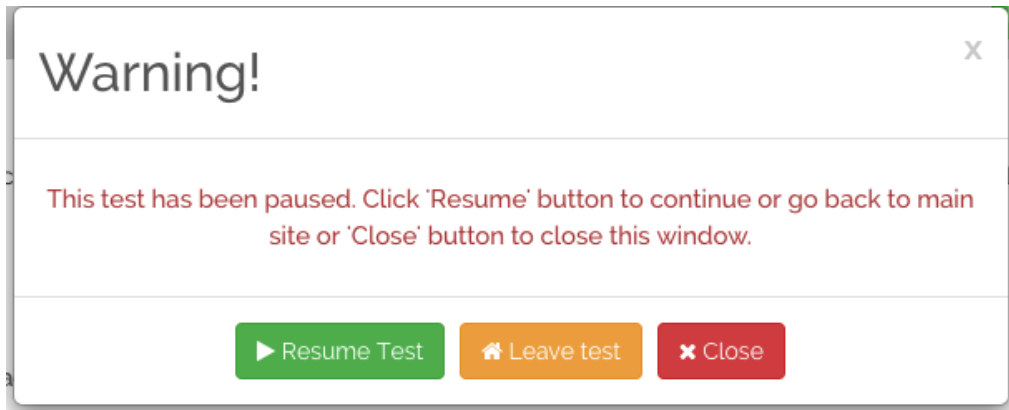 Warning!
x
This test has been paused. Click 'Resume' button to continue or go back to main
site or 'Close' button to close this window.
Resume Test
Leave test
Close